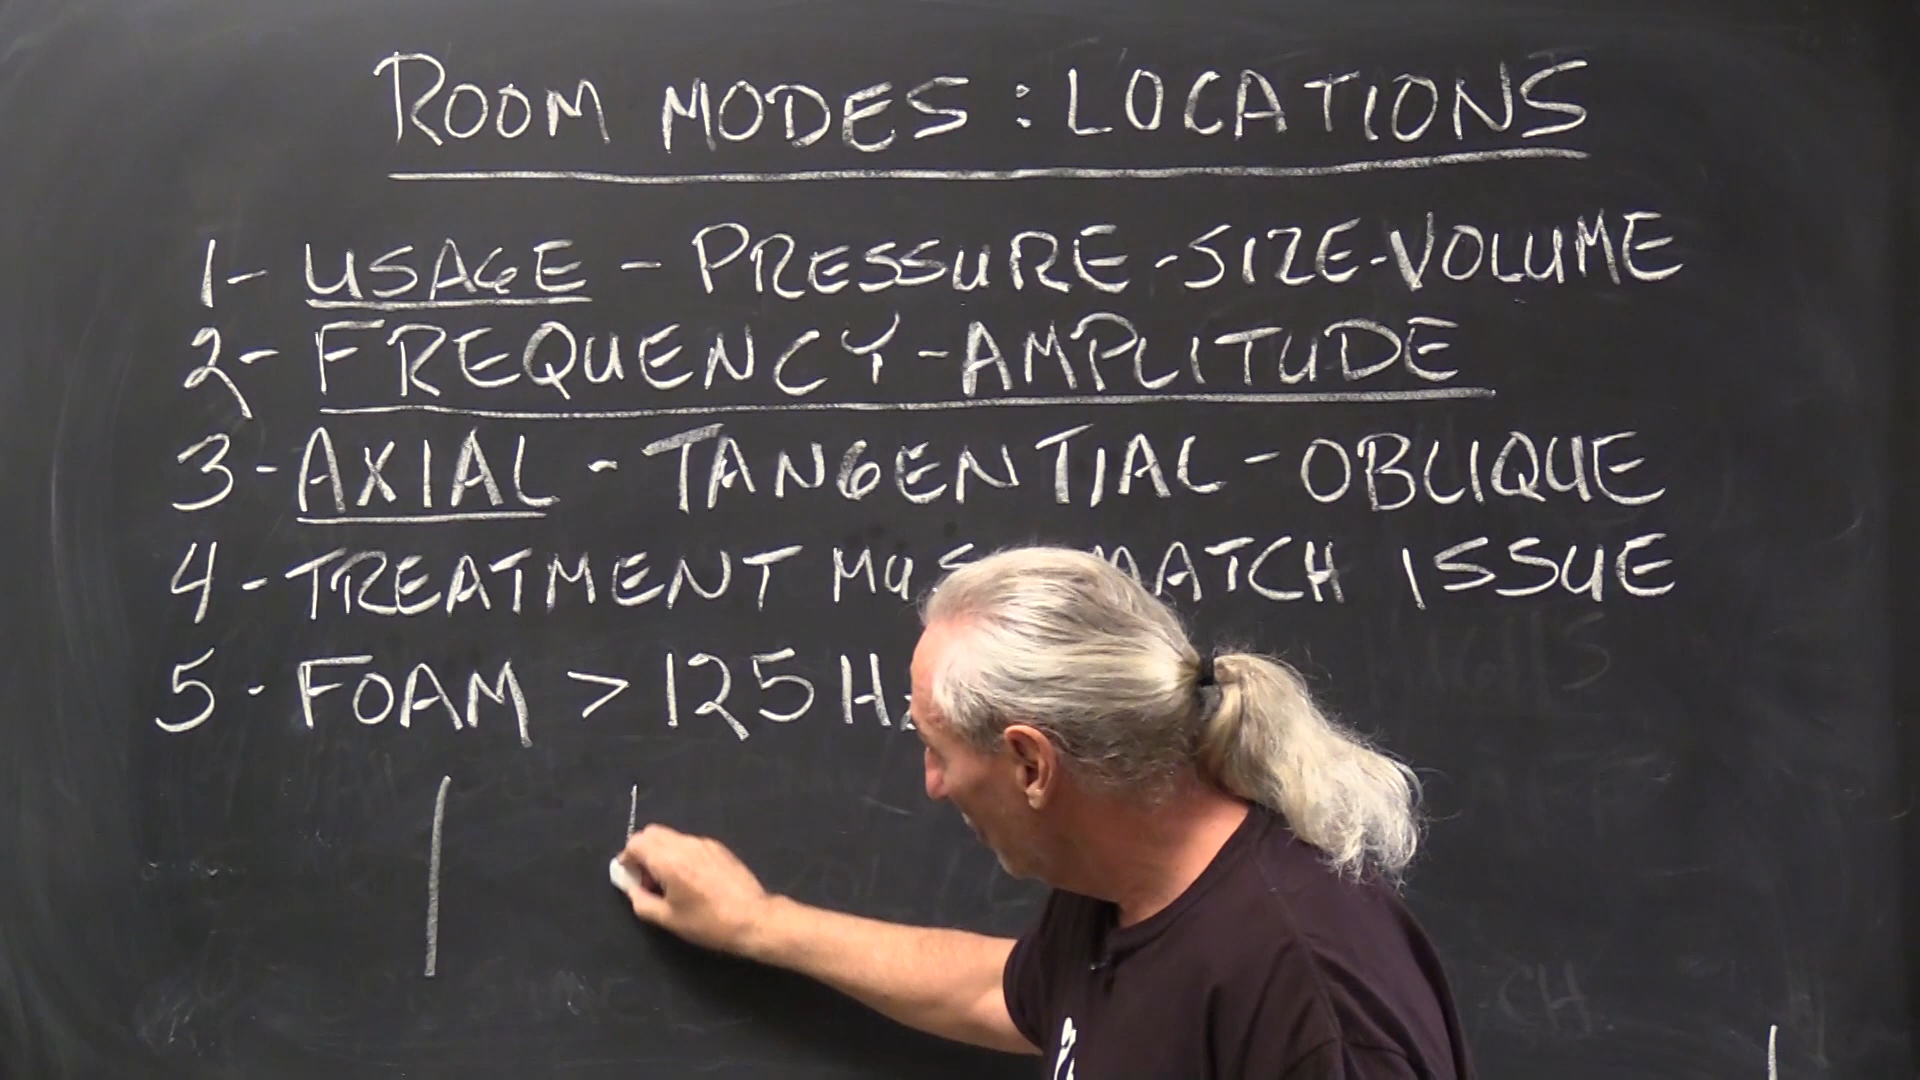 ROOM MODES : LOCATIONS
1- USAGE - PRESSURE - SIZE - VOLUME
2- FREQUENCY - AMPLITUDE
3 - AXIAL - TANGENTIAL - OBLIQUE
4 - TREATMENT MATCH ISSUE
5 - FOAM > 125 Hz